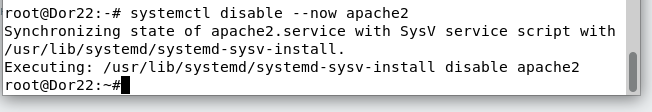 root@Dor22:-# systemctl disable --now apache2
Synchronizing state of apache2.service with SysV service script with
/usr/lib/systemd/systemd-sysv-install.
Executing: /usr/lib/systemd/systemd-sysv-install disable apache2
root@Dor22:~#